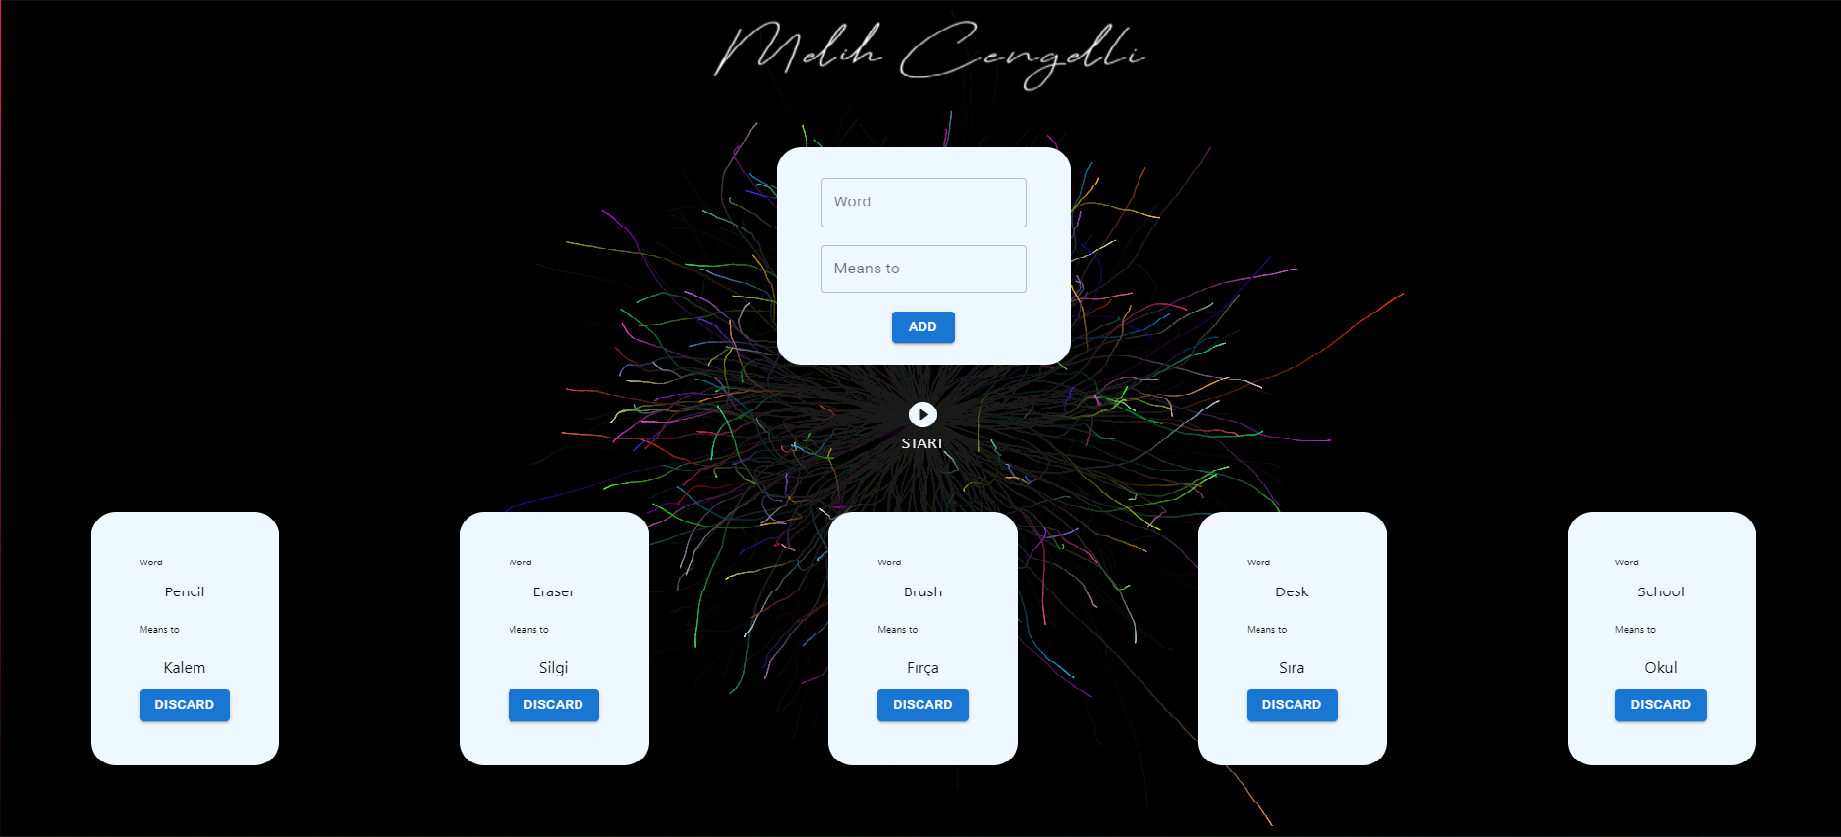 Melih Cengelli
Word
Means to
ADD
START
Word
Pencil
Means to
Kalem
DISCARD
Word
Eraser
Means to
Silgi
DISCARD
Word
Brush
Means to
Fırça
DISCARD
Word
Desk
Means to
Sıra
DISCARD
Word
School
Means to
Okul
DISCARD